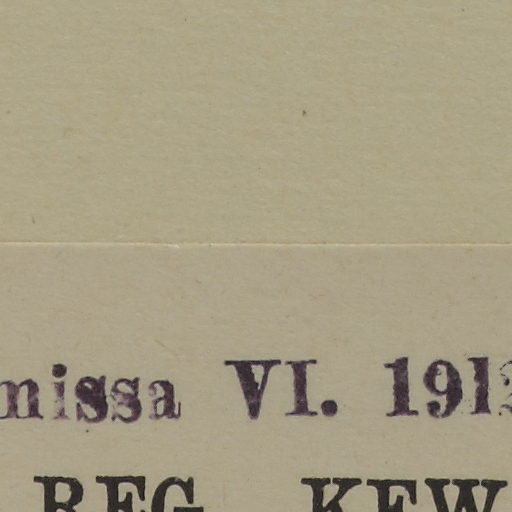 missa VI. 191
REG. KEW